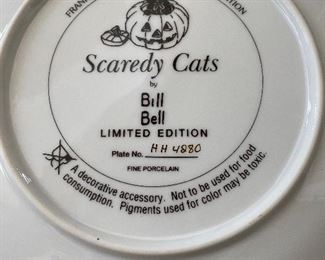 Scaredy Cats
by
Bill
Bell
LIMITED EDITION
Plate No. HH 4280
FINE PORCELAIN
A decorative accessory. Not to be used for food
consumption. Pigments used for color may be toxic.